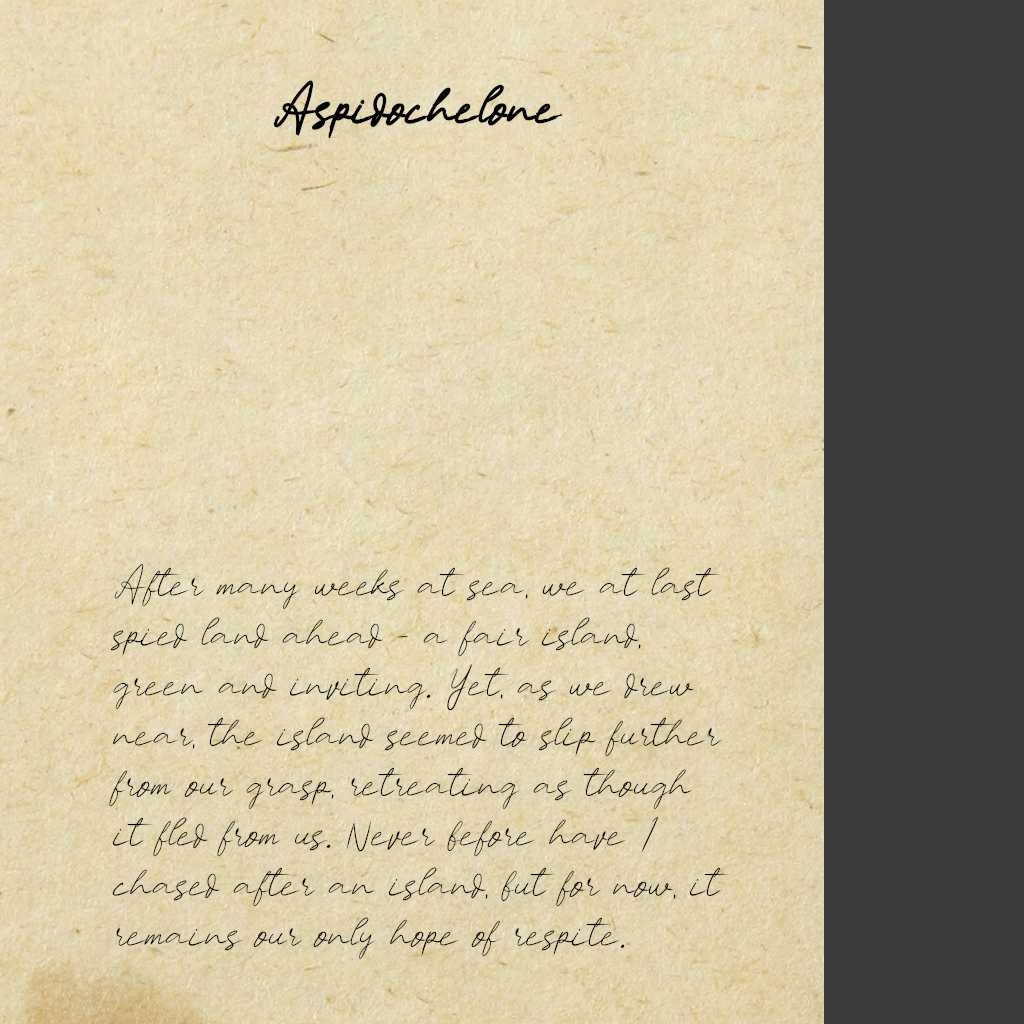 Aspidochelone
After many weeks at sea, we at last
spied land ahead - a fair island,
green and inviting. Yet, as we drew
near, the island seemed to slip further
from our grasp, retreating as though
it fled from us. Never before have I
chased after an island, but for now, it
remains our only hope of respite.